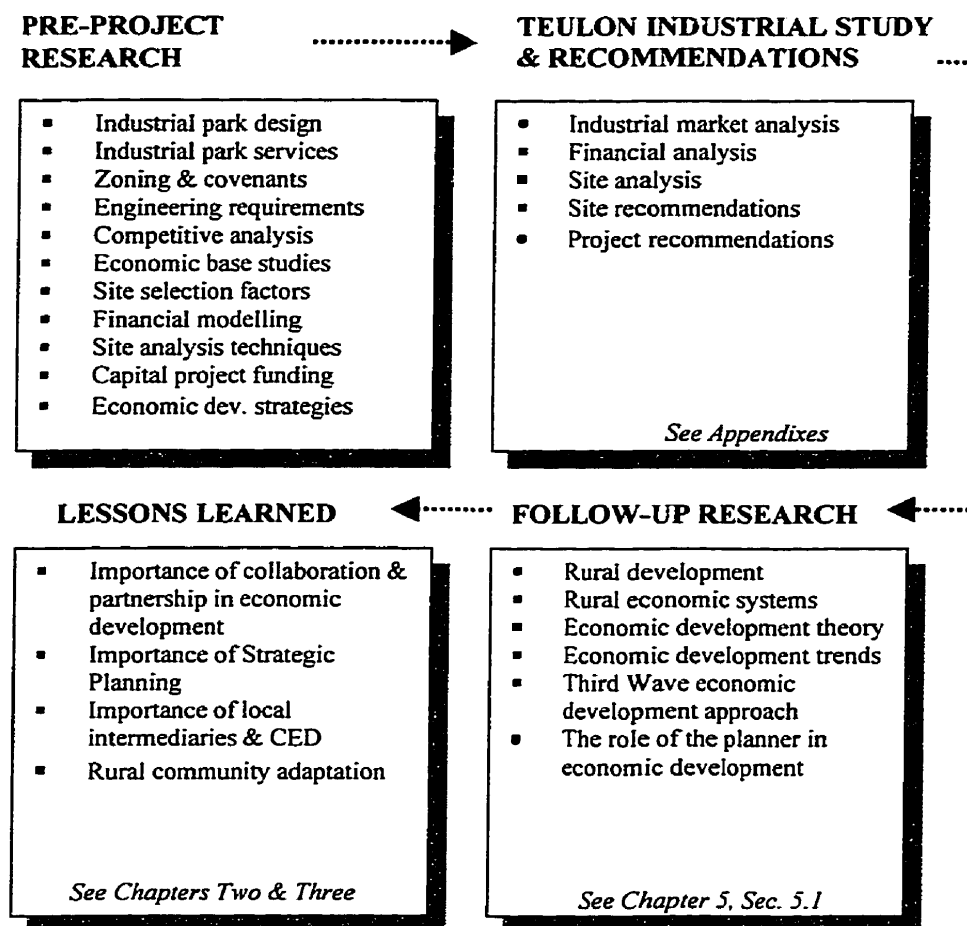 PRE-PROJECT
RESEARCH
▪ Industrial park design
▪ Industrial park services
▪ Zoning & covenants
▪ Engineering requirements
▪ Competitive analysis
▪ Economic base studies
▪ Site selection factors
▪ Financial modelling
▪ Site analysis techniques
▪ Capital project funding
▪ Economic dev. strategies
TEULON INDUSTRIAL STUDY
& RECOMMENDATIONS
▪ Industrial market analysis
▪ Financial analysis
▪ Site analysis
▪ Site recommendations
▪ Project recommendations
See Appendixes
LESSONS LEARNED
▪ Importance of collaboration &
partnership in economic
development
▪ Importance of Strategic
Planning
▪ Importance of local
intermediaries & CED
▪ Rural community adaptation
See Chapters Two & Three
FOLLOW-UP RESEARCH
▪ Rural development
▪ Rural economic systems
▪ Economic development theory
▪ Economic development trends
▪ Third Wave economic
development approach
▪ The role of the planner in
economic development
See Chapter 5, Sec. 5.1